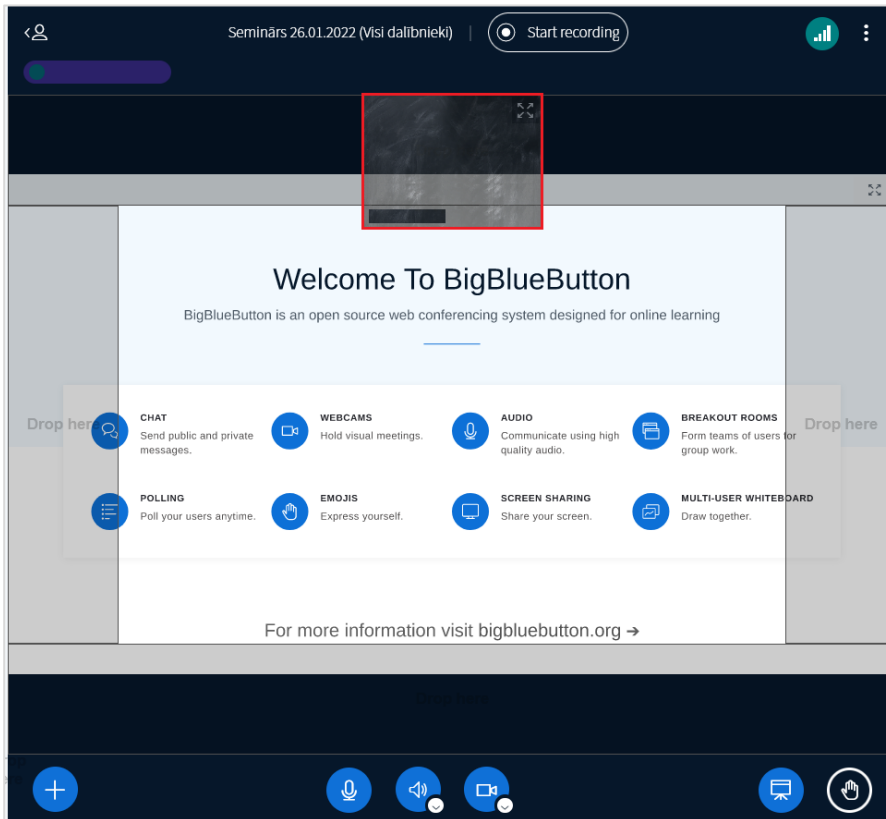 Seminārs 26.01.2022 (Visi dalībnieki) | Start recording
Welcome To BigBlueButton
BigBlueButton is an open source web conferencing system designed for online learning
Drop here
CHAT
Send public and private
messages.
WEBCAMS
Hold visual meetings.
AUDIO
Communicate using high
quality audio.
BREAKOUT ROOMS
Form teams of users for
group work.
Drop here
POLLING
Poll your users anytime.
EMOJIS
Express yourself.
SCREEN SHARING
Share your screen.
MULTI-USER WHITEBOARD
Draw together.
For more information visit bigbluebutton.org ➔
Drop here